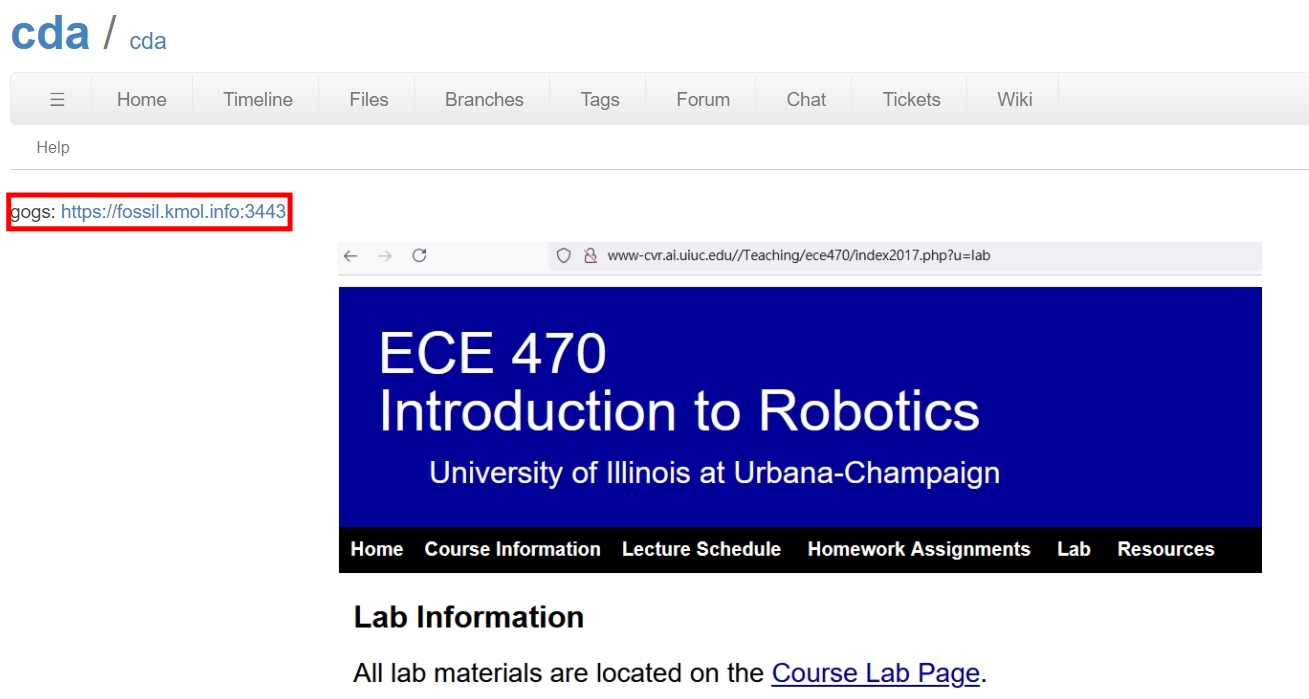 cda / cda
☰ Home Timeline Files Branches Tags Forum Chat Tickets Wiki
Help
gogs: https://fossil.kmol.info:3443
www-cvr.ai.uiuc.edu//Teaching/ece470/index2017.php?u=lab
ECE 470
Introduction to Robotics
University of Illinois at Urbana-Champaign
Home Course Information Lecture Schedule Homework Assignments Lab Resources
Lab Information
All lab materials are located on the Course Lab Page.